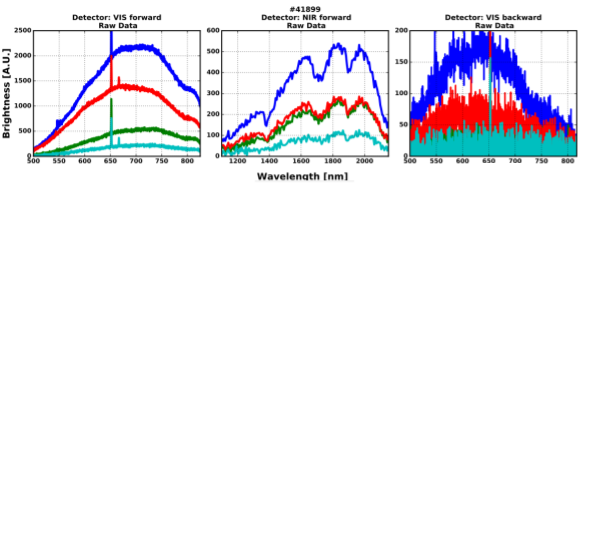 #41899
Detector: VIS forward
Raw Data
Detector: NIR forward
Raw Data
Detector: VIS backward
Raw Data
Brightness [A.U.]
2500
2000
1500
1000
500
0
500 550 600 650 700 750 800
600
500
400
300
200
100
0
1200 1400 1600 1800 2000
200
150
100
50
0
500 550 600 650 700 750 800
Wavelength [nm]